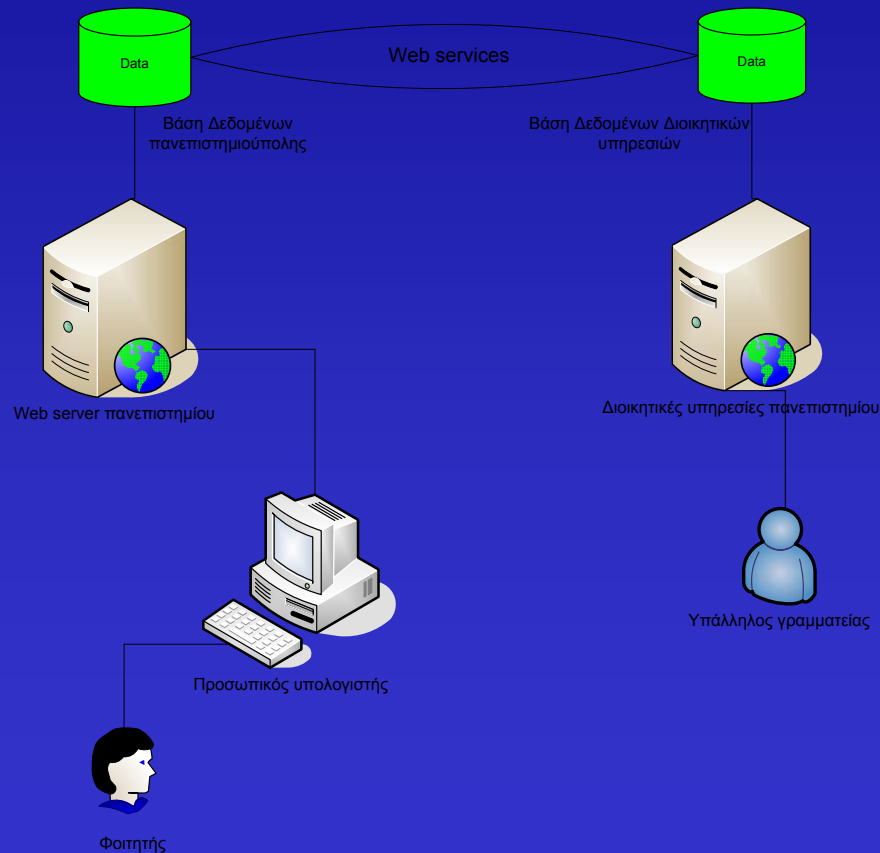 Data
Web services
Data
Βάση Δεδομένων
πανεπιστημιούπολης
Βάση Δεδομένων Διοικητικών
υπηρεσιών
Web server πανεπιστημίου
Διοικητικές υπηρεσίες πανεπιστημίου
Υπάλληλος γραμματείας
Προσωπικός υπολογιστής
Φοιτητής